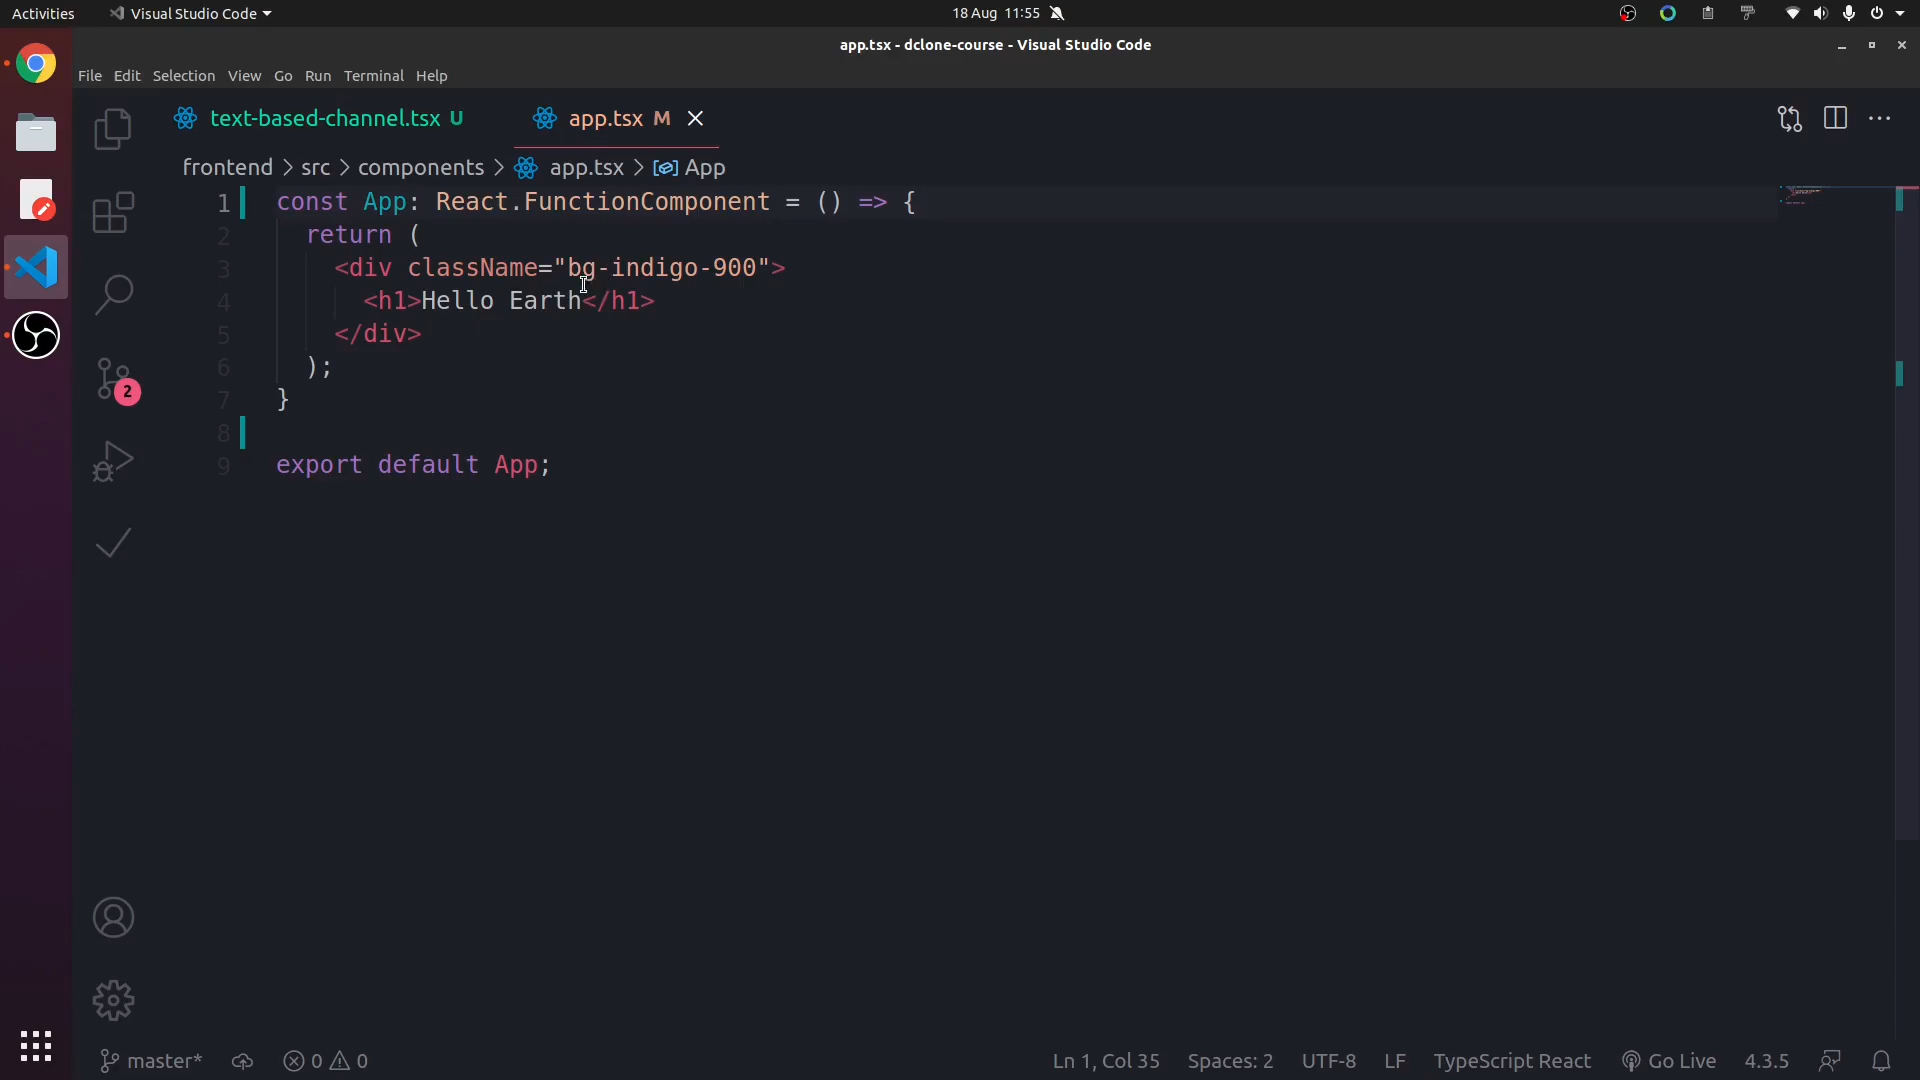 Activities
Visual Studio Code
18 Aug 11:55
app.tsx - dclone-course - Visual Studio Code
File Edit Selection View Go Run Terminal Help
text-based-channel.tsx U
app.tsx M
frontend > src > components > app.tsx > App
1 const App: React.FunctionComponent = () => {
2 return (
3 <div className="bg-indigo-900">
4 <h1>Hello Earth</h1>
5 </div>
6 );
7 }
8
9 export default App;
2
master* 0 0 Ln 1, Col 35 Spaces: 2 UTF-8 LF TypeScript React Go Live 4.3.5